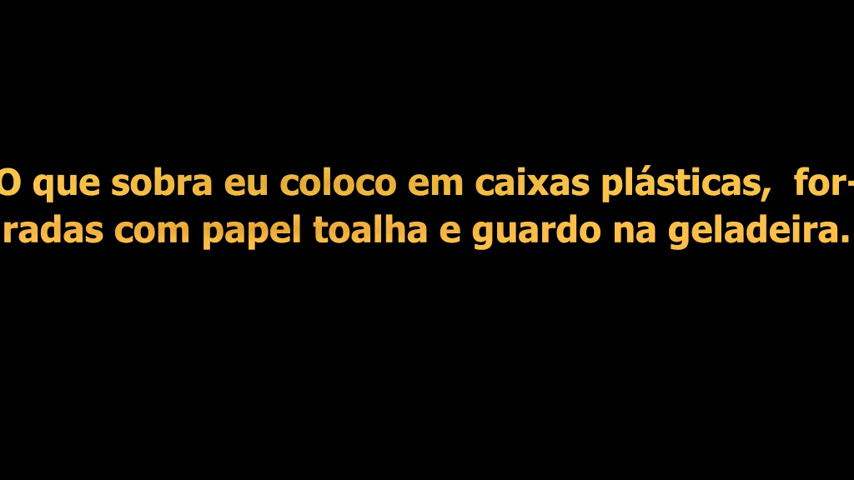 O que sobra eu coloco em caixas plásticas,  for-
radas com papel toalha e guardo na geladeira.